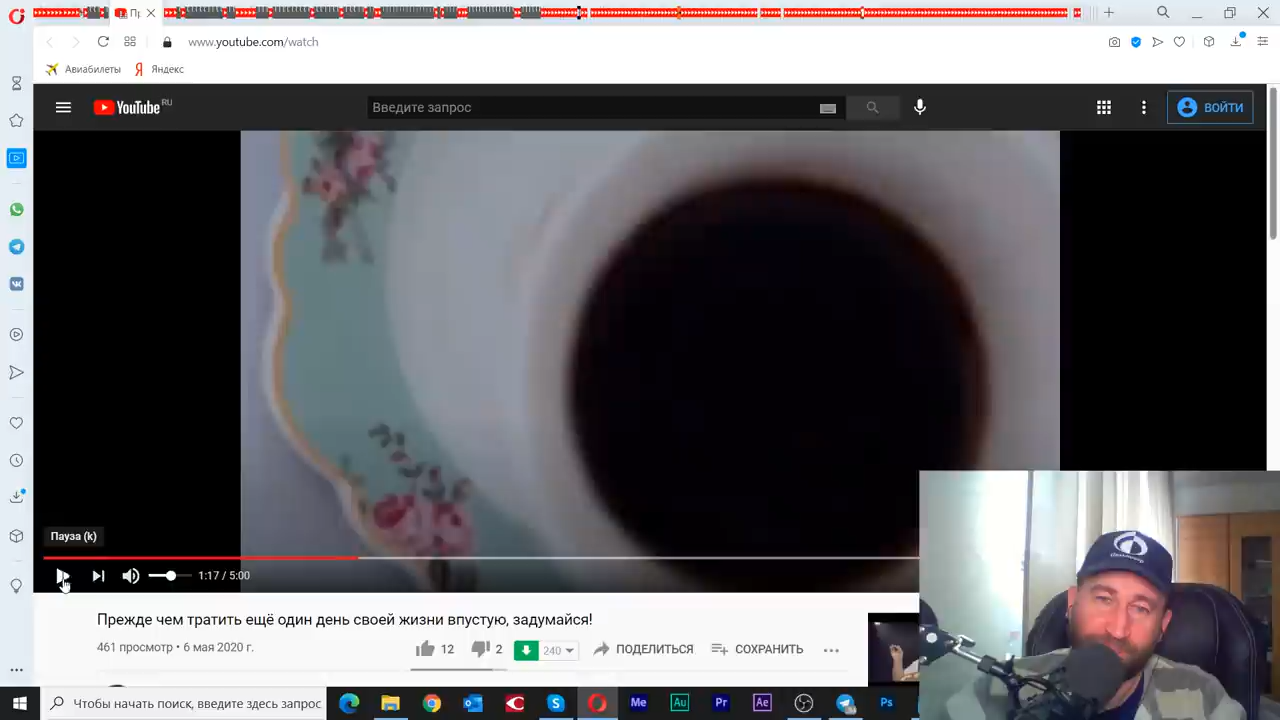 Пр
www.youtube.com/watch
Авиабилеты
Яндекс
YouTube RU
Введите запрос
ВОЙТИ
Пауза (k)
1:17 / 5:00
Прежде чем тратить ещё один день своей жизни впустую, задумайся!
461 просмотр • 6 мая 2020 г.
12
2
240
ПОДЕЛИТЬСЯ
СОХРАНИТЬ
Чтобы начать поиск, введите здесь запрос
Me
Au
Pr
Ae
Ps